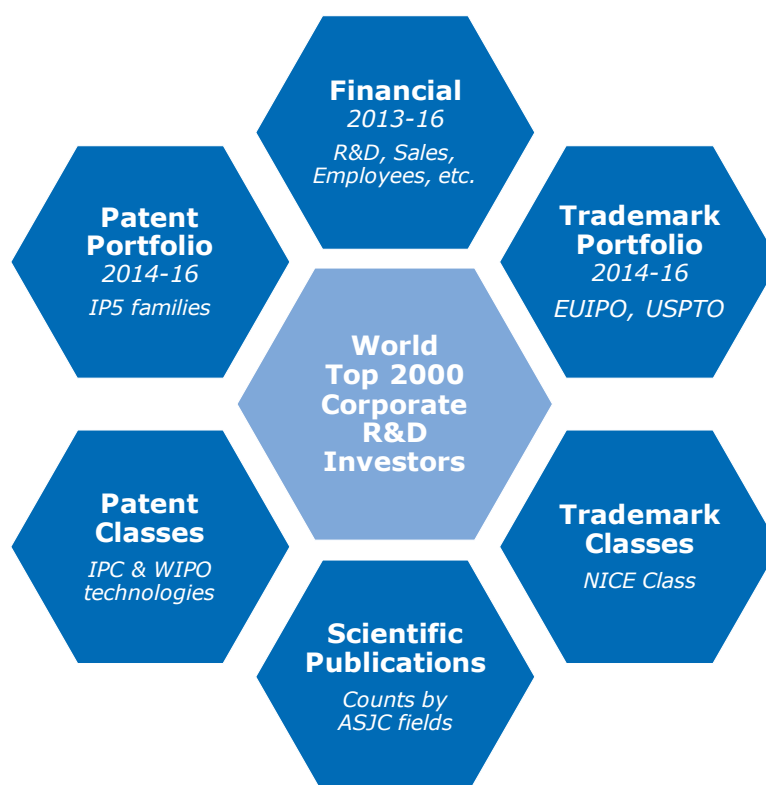 Financial
2013-16
R&D, Sales,
Employees, etc.
Patent
Portfolio
2014-16
IP5 families
Trademark
Portfolio
2014-16
EUIPO, USPTO
World
Top 2000
Corporate
R&D
Investors
Patent
Classes
IPC & WIPO
technologies
Trademark
Classes
NICE Class
Scientific
Publications
Counts by
ASJC fields